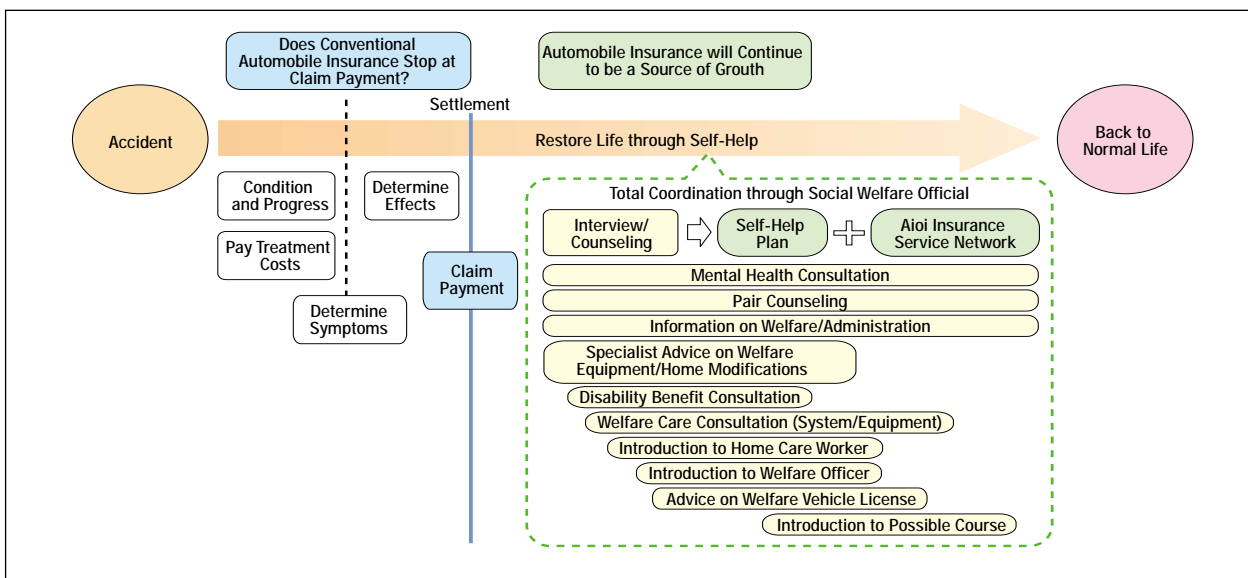 Does Conventional
Automobile Insurance Stop at
Claim Payment?
Automobile Insurance will Continue
to be a Source of Grouth
Settlement
Accident
Restore Life through Self-Help
Back to
Normal Life
Condition
and Progress
Determine
Effects
Pay Treatment
Costs
Claim
Payment
Determine
Symptoms
Total Coordination through Social Welfare Official
Interview/
Counseling
Self-Help
Plan
Aioi Insurance
Service Network
Mental Health Consultation
Pair Counseling
Information on Welfare/Administration
Specialist Advice on Welfare
Equipment/Home Modifications
Disability Benefit Consultation
Welfare Care Consultation (System/Equipment)
Introduction to Home Care Worker
Introduction to Welfare Officer
Advice on Welfare Vehicle License
Introduction to Possible Course